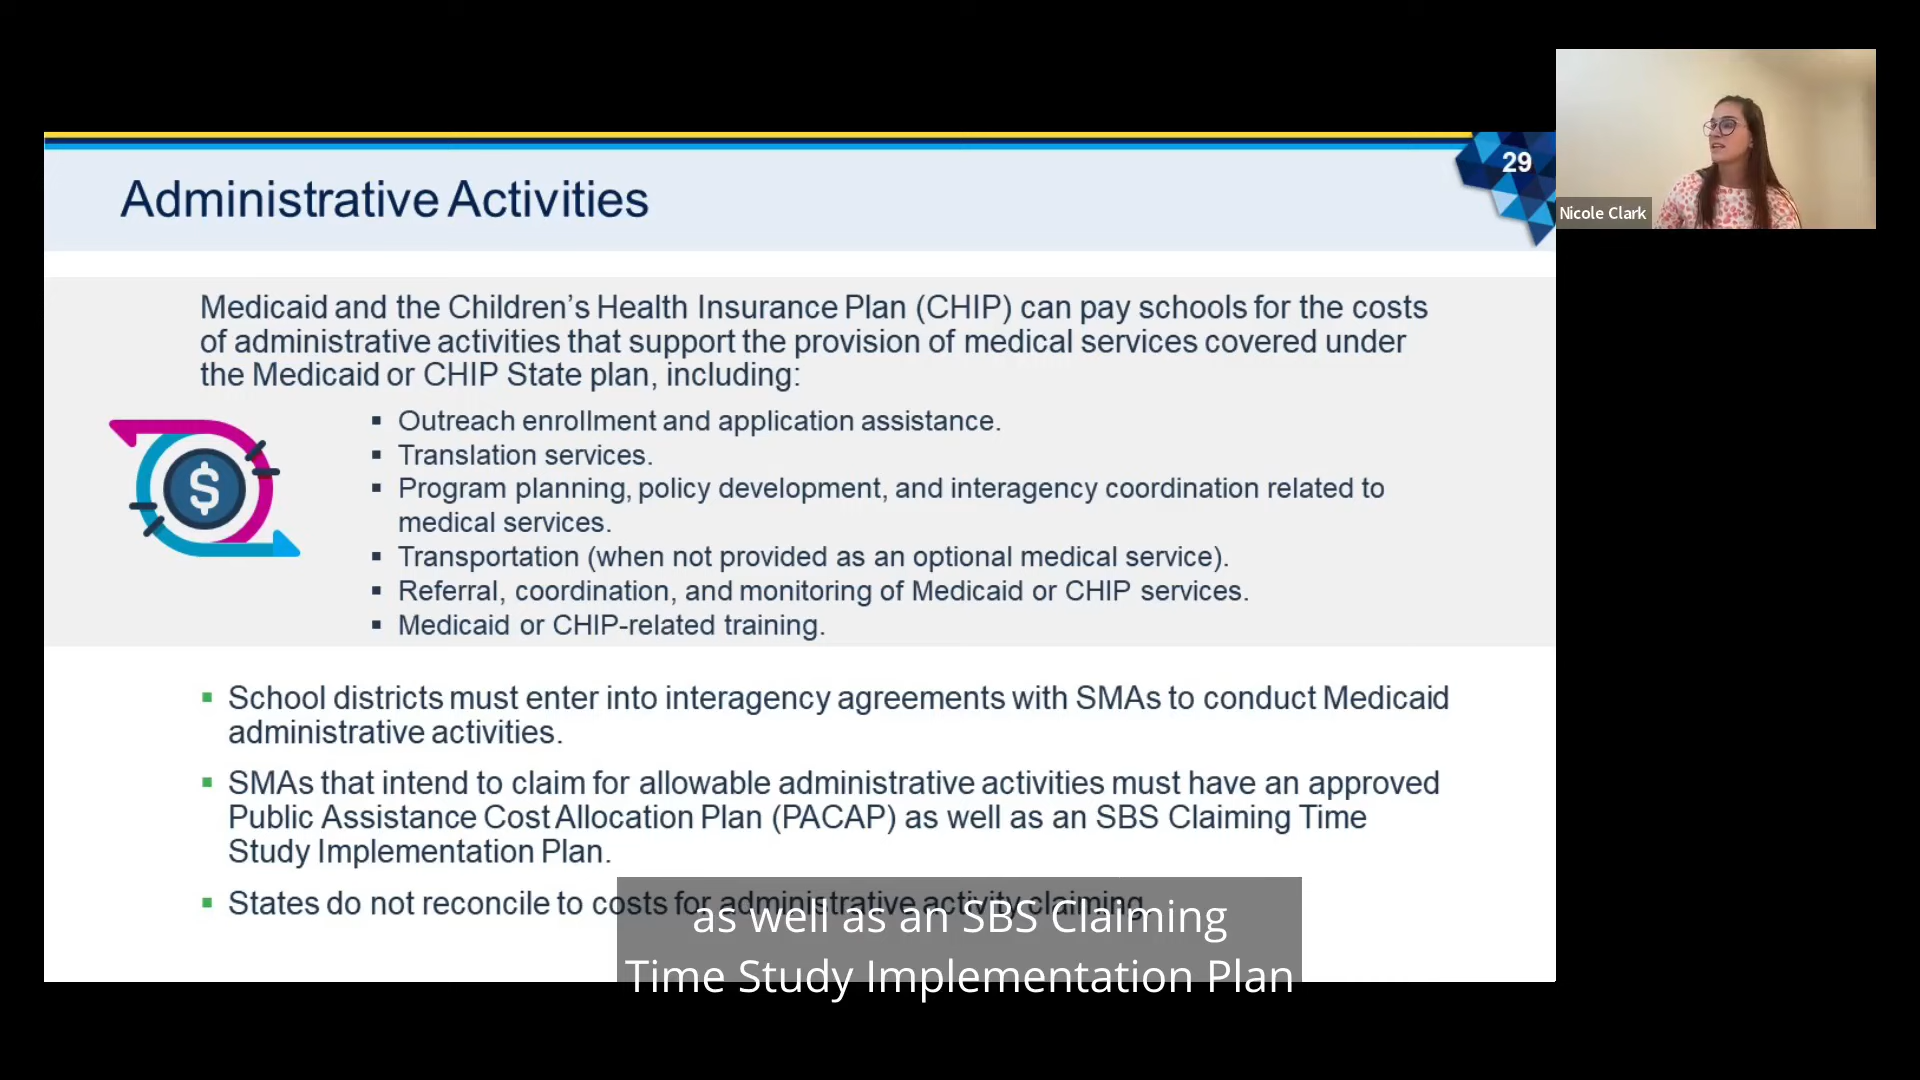 29
Administrative Activities
Nicole Clark
Medicaid and the Children’s Health Insurance Plan (CHIP) can pay schools for the costs
of administrative activities that support the provision of medical services covered under
the Medicaid or CHIP State plan, including:
▪ Outreach enrollment and application assistance.
▪ Translation services.
▪ Program planning, policy development, and interagency coordination related to
medical services.
▪ Transportation (when not provided as an optional medical service).
▪ Referral, coordination, and monitoring of Medicaid or CHIP services.
▪ Medicaid or CHIP-related training.
$
▪ School districts must enter into interagency agreements with SMAs to conduct Medicaid
administrative activities.
▪ SMAs that intend to claim for allowable administrative activities must have an approved
Public Assistance Cost Allocation Plan (PACAP) as well as an SBS Claiming Time
Study Implementation Plan.
▪ States do not reconcile to costs for administrative activity claiming.
as well as an SBS Claiming
Time Study Implementation Plan